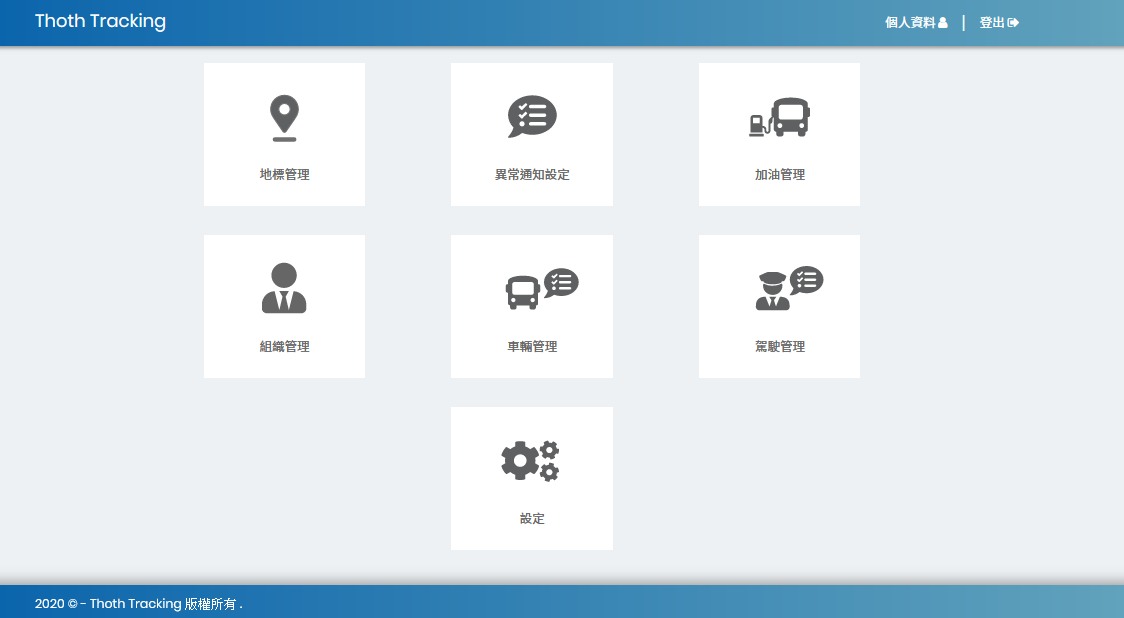 Thoth Tracking
個人資料 | 登出
地標管理
異常通知設定
加油管理
組織管理
車輛管理
駕駛管理
設定
2020 © - Thoth Tracking 版權所有 .